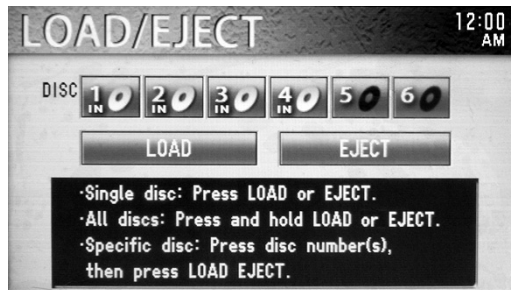 LOAD/EJECT 12:00 AM
DISC 1 IN 2 IN 3 IN 4 IN 5 6
LOAD EJECT
·Single disc: Press LOAD or EJECT.
·All discs: Press and hold LOAD or EJECT.
·Specific disc: Press disc number(s),
then press LOAD EJECT.